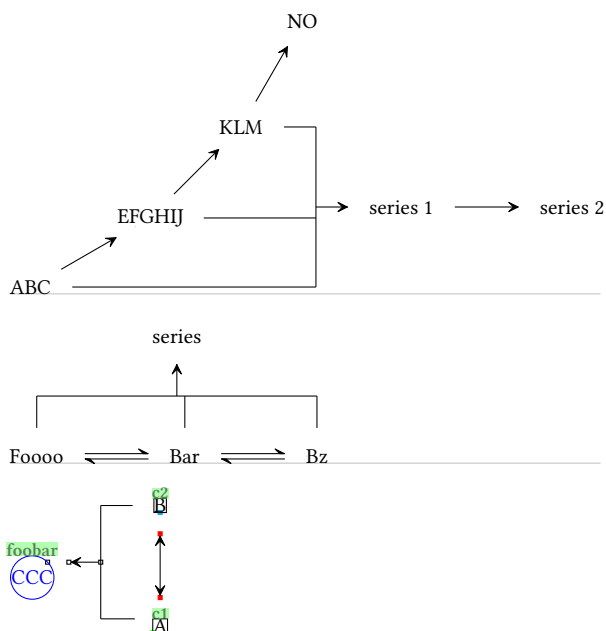 NO
KLM
series 1
series 2
EFGHIJ
ABC
series
Foooo
Bar
Bz
c2
B
foobar
CCC
c1
A